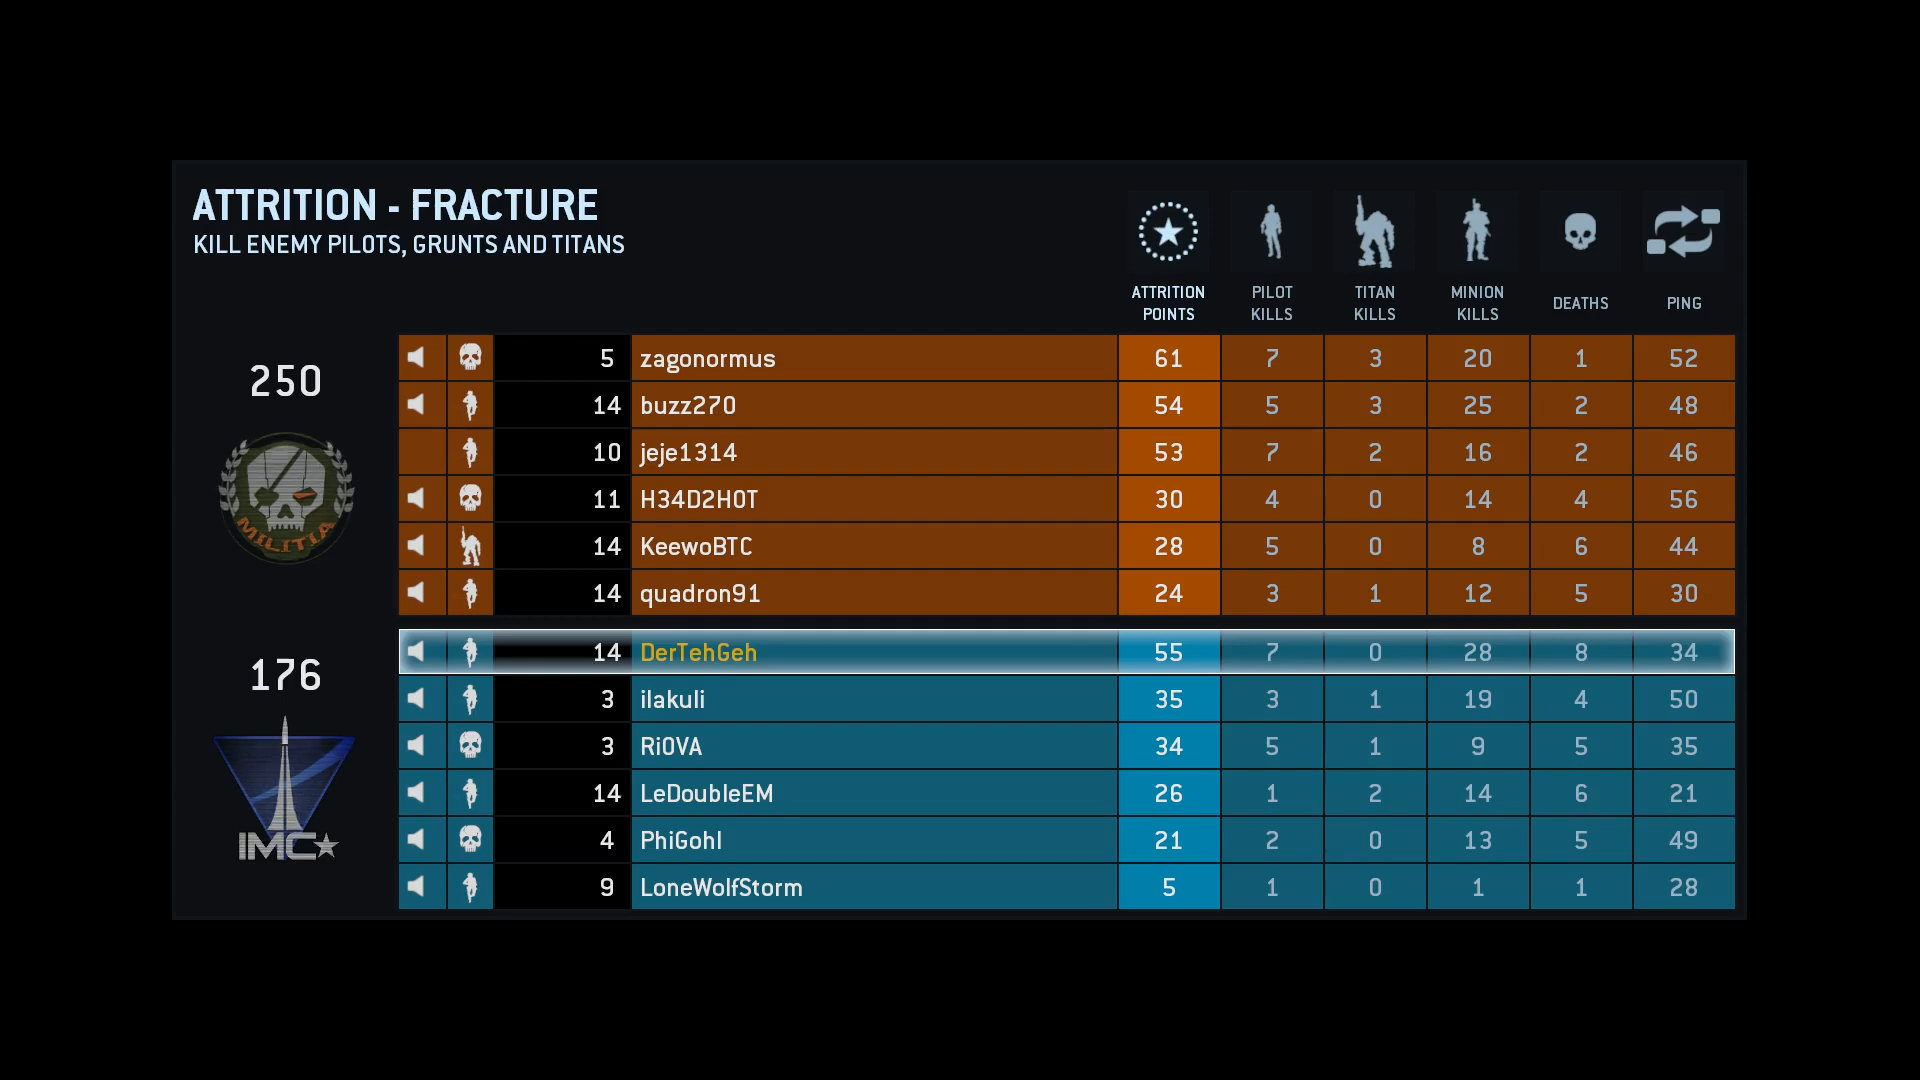 ATTRITION - FRACTURE
KILL ENEMY PILOTS, GRUNTS AND TITANS
ATTRITION POINTS PILOT KILLS TITAN KILLS MINION KILLS DEATHS PING
250
MILITIA
5 zagonormus 61 7 3 20 1 52
14 buzz270 54 5 3 25 2 48
10 jeje1314 53 7 2 16 2 46
11 H34D2H0T 30 4 0 14 4 56
14 KeewoBTC 28 5 0 8 6 44
14 quadron91 24 3 1 12 5 30
176
IMC
14 DerTehGeh 55 7 0 28 8 34
3 ilakuli 35 3 1 19 4 50
3 Ri0VA 34 5 1 9 5 35
14 LeDoubleEM 26 1 2 14 6 21
4 PhiGohl 21 2 0 13 5 49
9 LoneWolfStorm 5 1 0 1 1 28